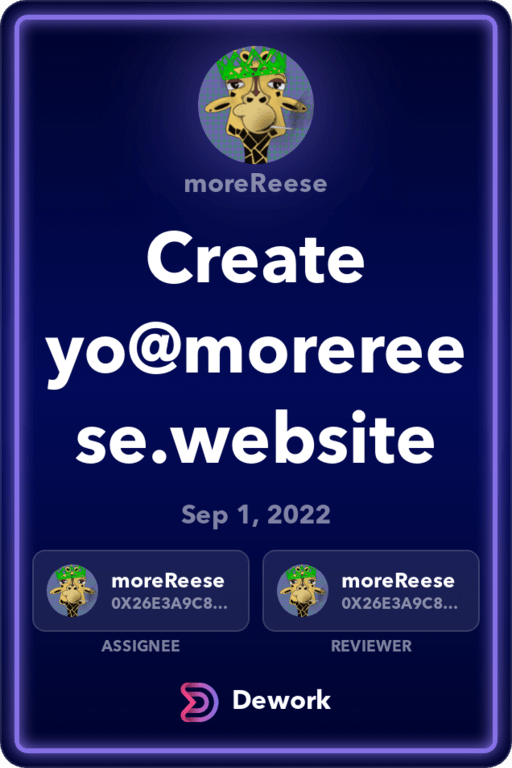 moreReese
Create
yo@moreree
se.website
Sep 1, 2022
moreReese
0X26E3A9C8...
ASSIGNEE
moreReese
0X26E3A9C8...
REVIEWER
Dework